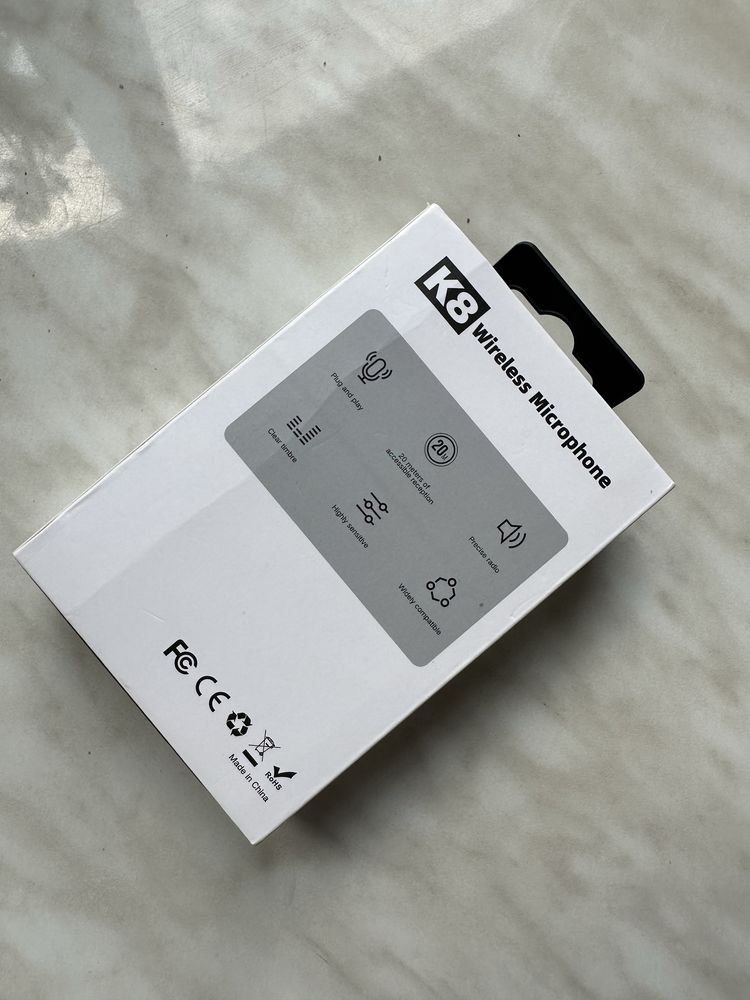 K8 Wireless Microphone
Plug and play
20M
20 meters of
accessible reception
Precise radio
Clear timbre
Highly sensitive
Widely compatible
FC CE
RoHS
Made in China